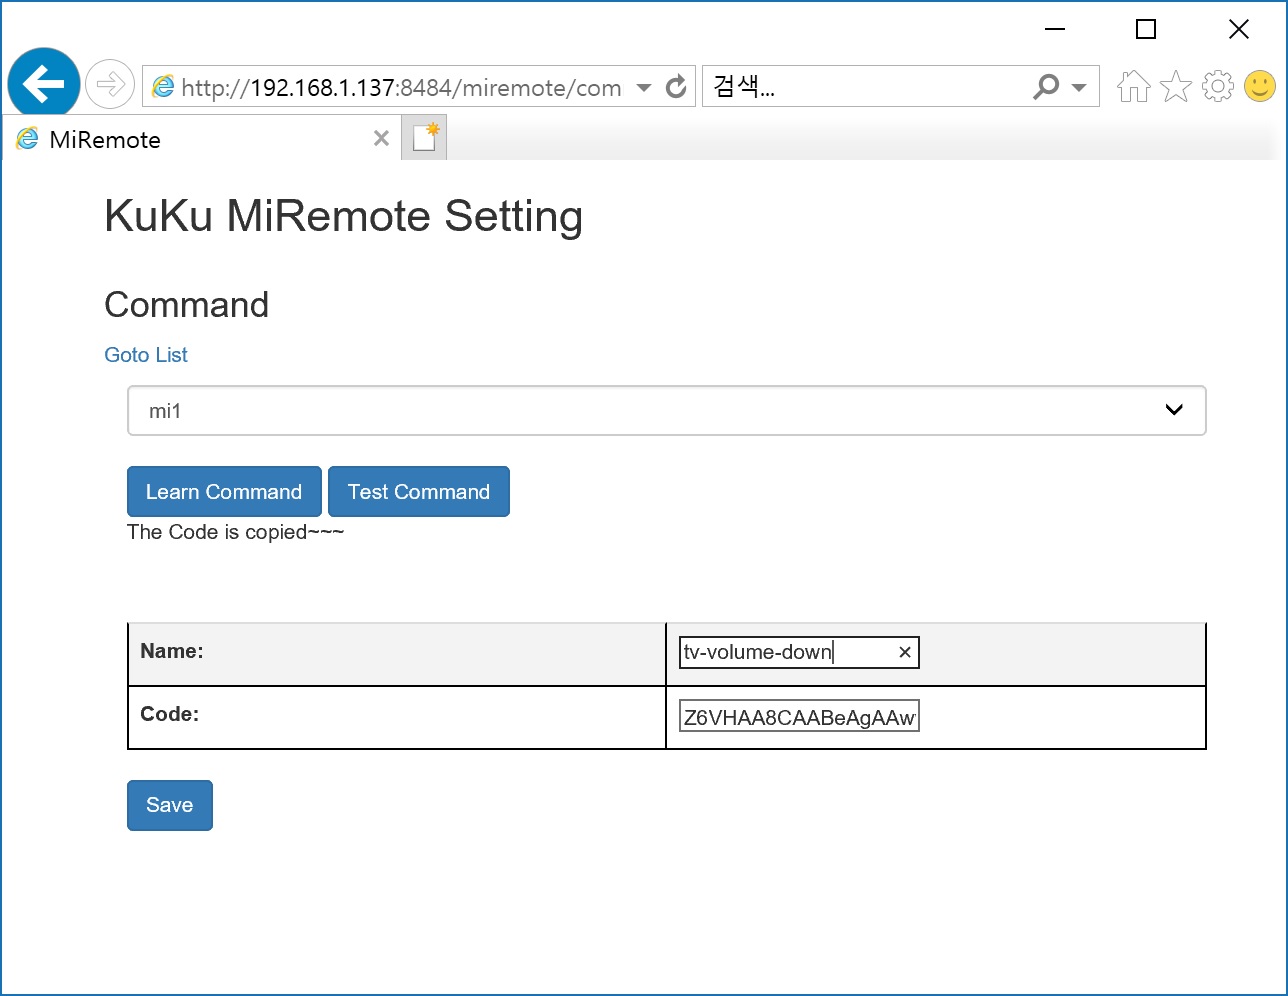 http://192.168.1.137:8484/miremote/com
검색...
MiRemote
KuKu MiRemote Setting
Command
Goto List
mi1
Learn Command Test Command
The Code is copied~~~
Name: tv-volume-down
Code: Z6VHAA8CAABeAgAAw
Save